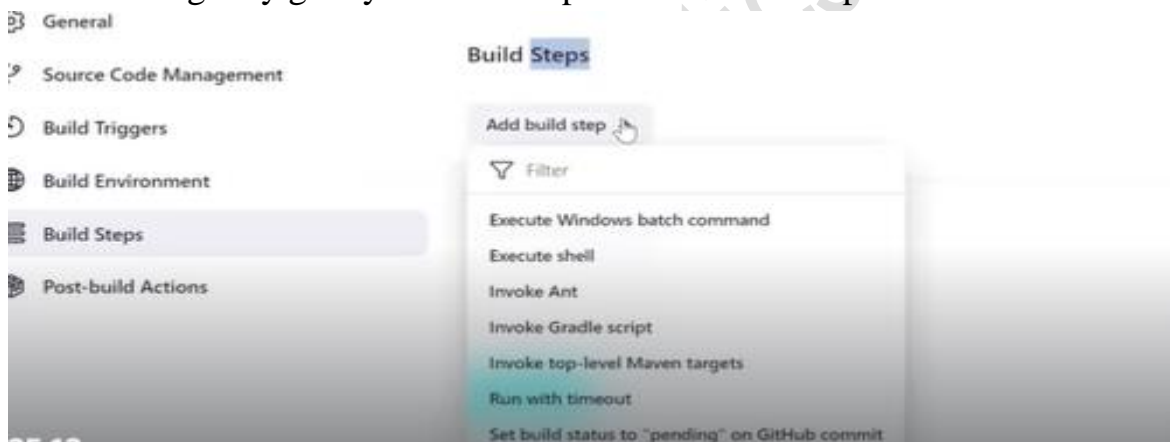 General
Source Code Management
Build Triggers
Build Environment
Build Steps
Post-build Actions
Build Steps
Add build step
Filter
Execute Windows batch command
Execute shell
Invoke Ant
Invoke Gradle script
Invoke top-level Maven targets
Run with timeout
Set build status to "pending" on GitHub commit